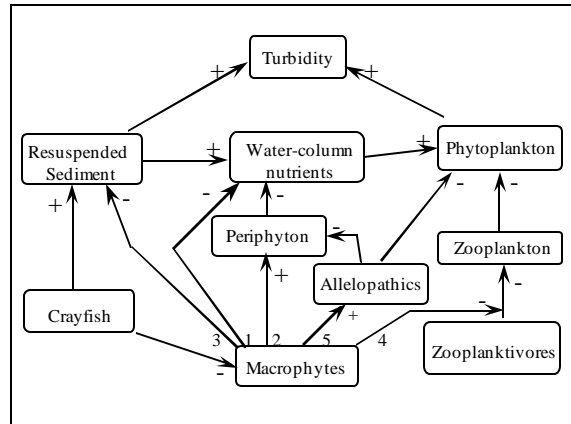 Turbidity
+
+
Resuspended
Sediment
+
Water-column
nutrients
+
Phytoplankton
+
-
-
-
-
-
Periphyton
-
Zooplankton
+
Allelopathics
-
-
+
Crayfish
3
1
2
5
4
Zooplanktivores
-
Macrophytes